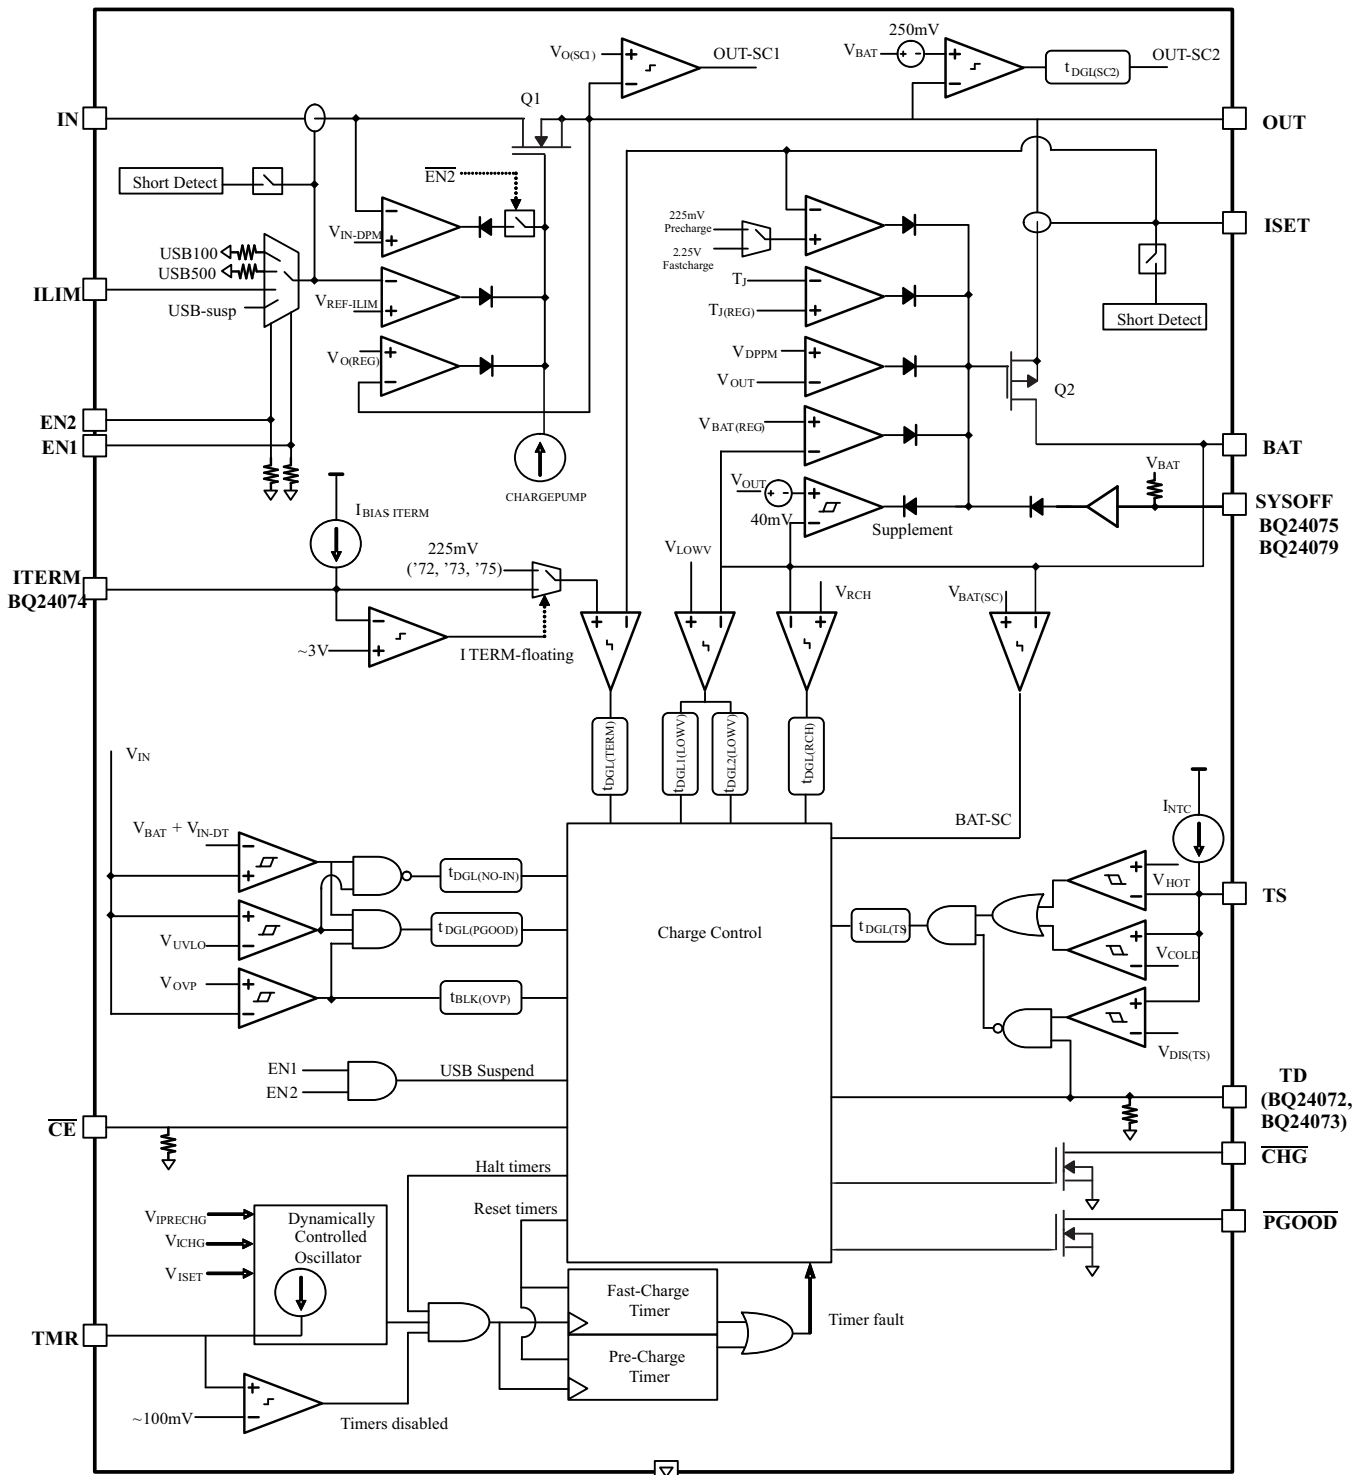 250mV
VO(SC1)
OUT-SC1
VBAT
tDGL(SC2)
OUT-SC2
Q1
IN
OUT
Short Detect
EN2
225mV
Precharge
2.25V
Fastcharge
VIN-DPM
ISET
USB100
USB500
ILIM
USB-susp
VREF-ILIM
TJ
TJ(REG)
Short Detect
VO(REG)
VDPPM
VOUT
Q2
EN2
EN1
VBAT(REG)
BAT
VBAT
CHARGEPUMP
VOUT
40mV
Supplement
SYSOFF
BQ24075
BQ24079
IBIAS ITERM
225mV
('72, '73, '75)
VLOWV
ITERM
BQ24074
VRCH
VBAT(SC)
~3V
I TERM-floating
tDGL(TERM)
tDGL1(LOWV)
tDGL2(LOWV)
tDGL(RCH)
VIN
BAT-SC
INTC
VBAT + VIN-DT
tDGL(NO-IN)
VHOT
TS
VUVLO
tDGL(PGOOD)
Charge Control
tDGL(TS)
VCOLD
VOVP
tBLK(OVP)
VDIS(TS)
EN1
EN2
USB Suspend
TD
(BQ24072,
BQ24073)
CE
CHG
Halt timers
Reset timers
PGOOD
VIPRECHG
VICHG
VISET
Dynamically
Controlled
Oscillator
Fast-Charge
Timer
Timer fault
TMR
Pre-Charge
Timer
~100mV
Timers disabled